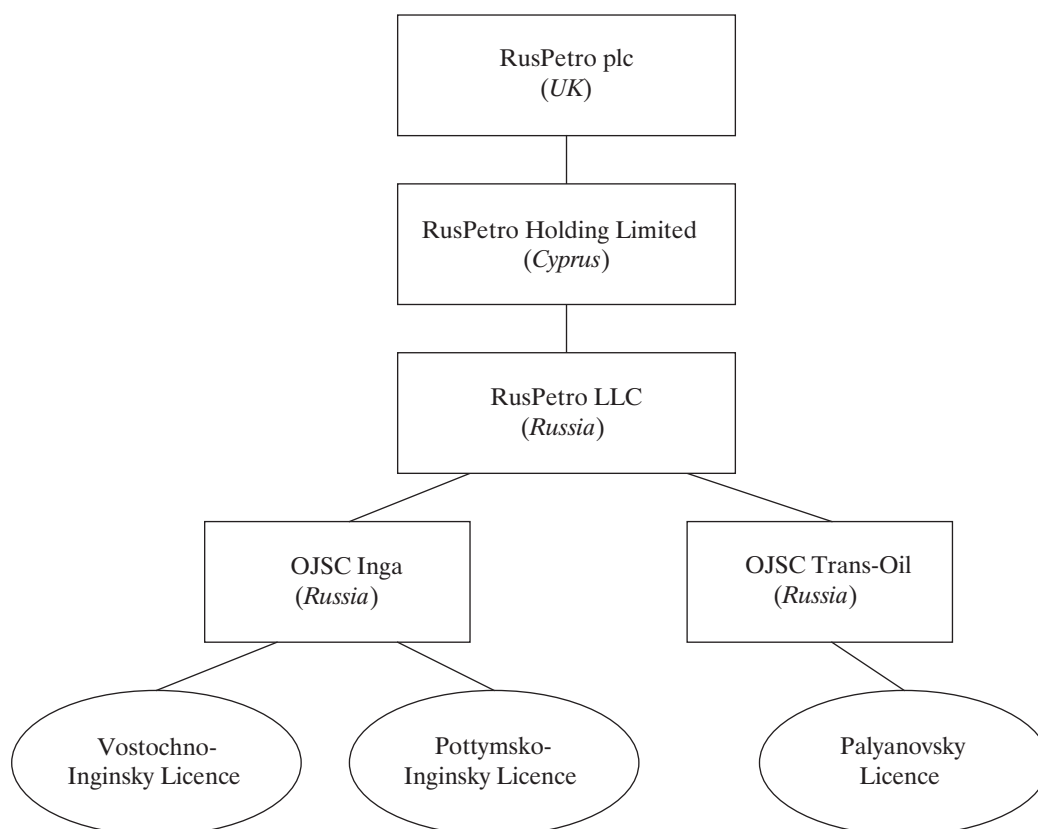 RusPetro plc
(UK)
RusPetro Holding Limited
(Cyprus)
RusPetro LLC
(Russia)
OJSC Inga
(Russia)
OJSC Trans-Oil
(Russia)
Vostochno-
Inginsky Licence
Pottymsko-
Inginsky Licence
Palyanovsky
Licence